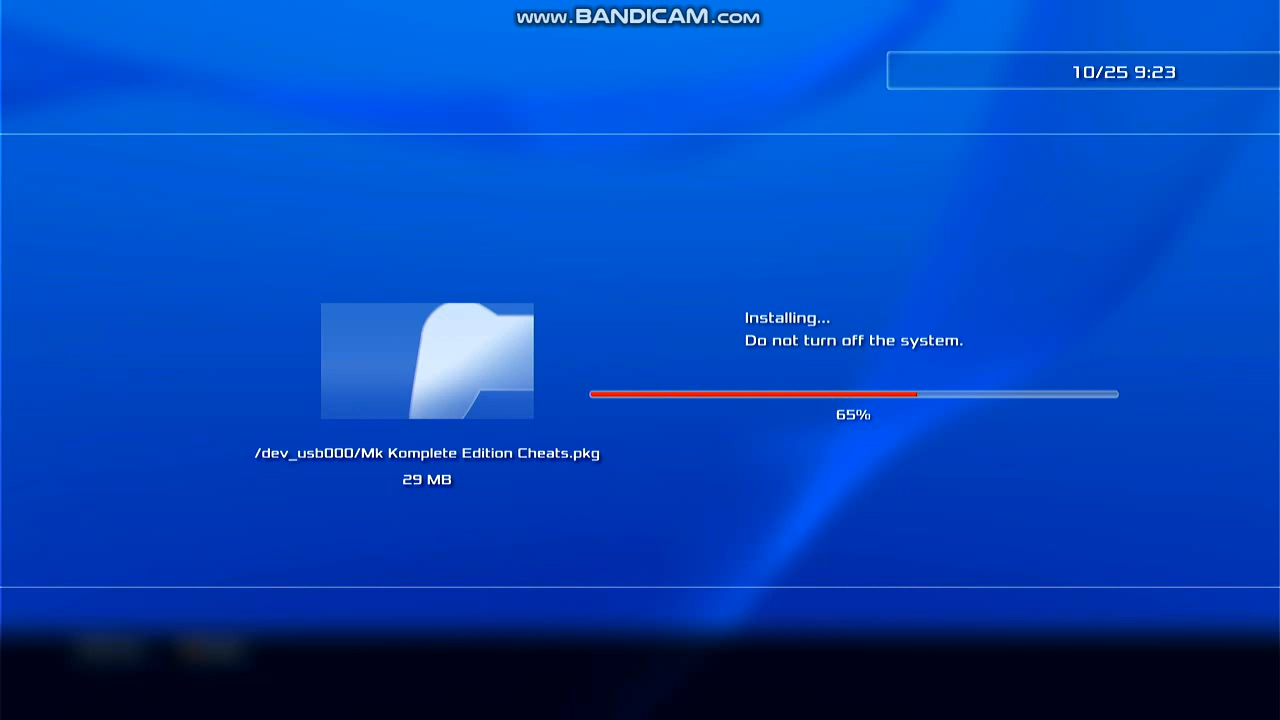 www.BANDICAM.com
10/25 9:23
Installing...
Do not turn off the system.
65%
/dev_usb000/Mk Komplete Edition Cheats.pkg
29 MB